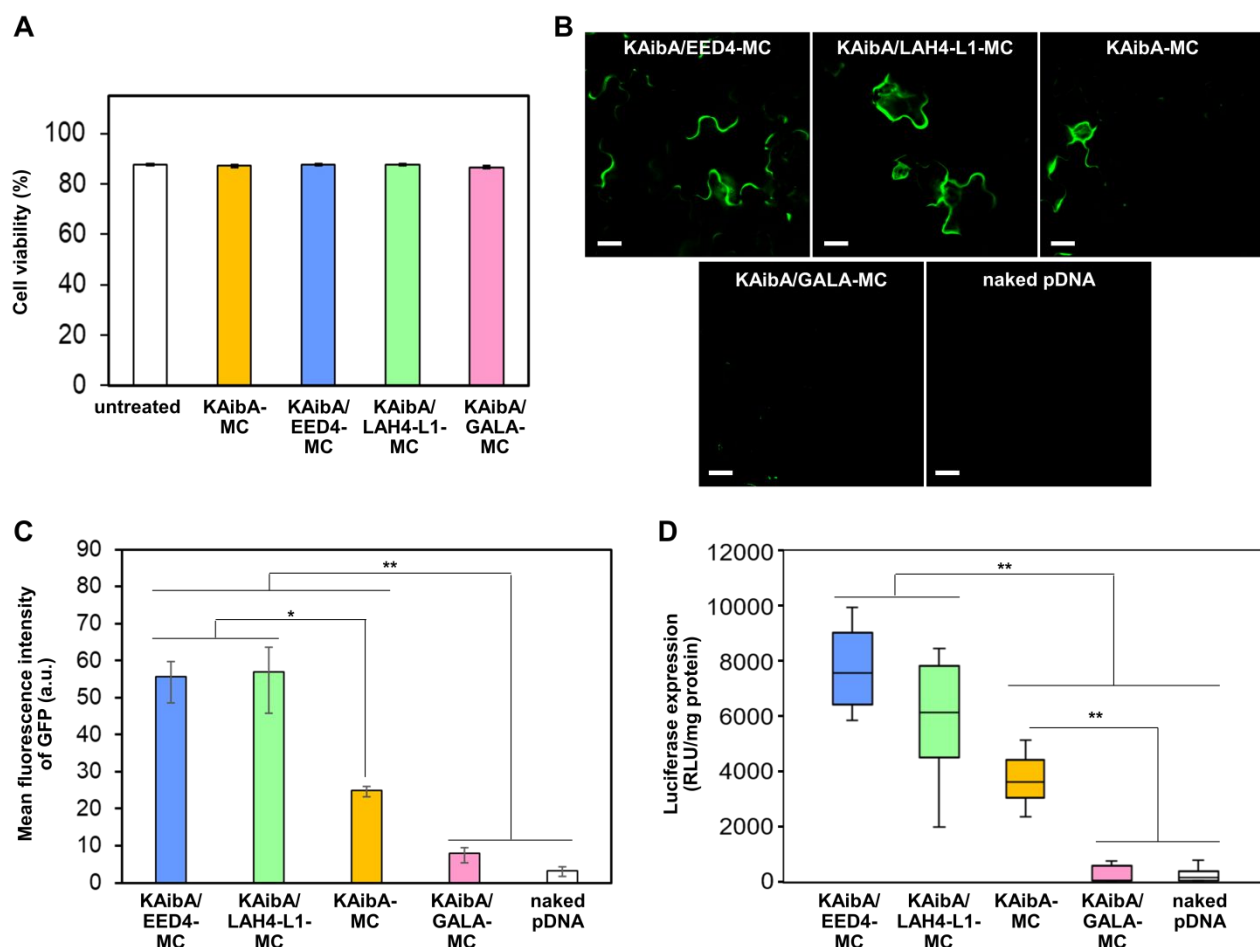 A
Cell viability (%)
100
80
60
40
20
0
untreated
KAibA-
MC
KAibA/
EED4-
MC
KAibA/
LAH4-L1-
MC
KAibA/
GALA-
MC
B
KAibA/EED4-MC
KAibA/LAH4-L1-MC
KAibA-MC
KAibA/GALA-MC
naked pDNA
C
Mean fluorescence intensity
of GFP (a.u.)
90
80
70
60
50
40
30
20
10
0
**
*
KAibA/
EED4-
MC
KAibA/
LAH4-L1-
MC
KAibA-
MC
KAibA/
GALA-
MC
naked
pDNA
D
Luciferase expression
(RLU/mg protein)
12000
10000
8000
6000
4000
2000
0
**
**
KAibA/
EED4-
MC
KAibA/
LAH4-L1-
MC
KAibA-
MC
KAibA/
GALA-
MC
naked
pDNA